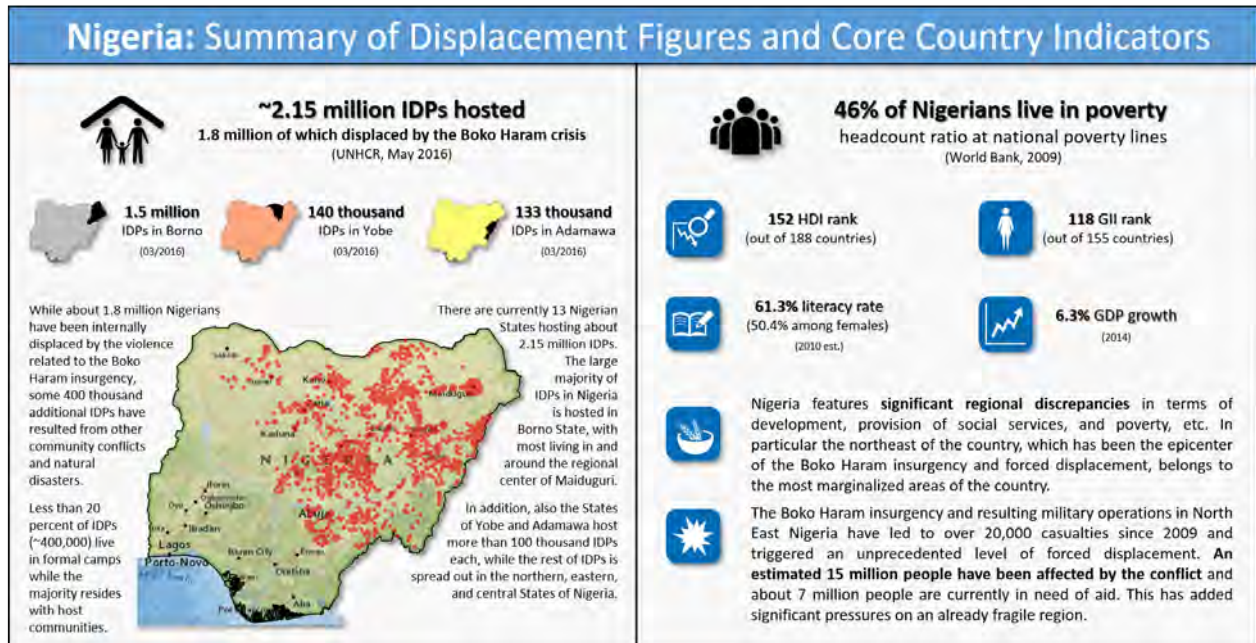 Nigeria: Summary of Displacement Figures and Core Country Indicators
~2.15 million IDPs hosted
1.8 million of which displaced by the Boko Haram crisis
(UNHCR, May 2016)
1.5 million
IDPs in Borno
(03/2016)
140 thousand
IDPs in Yobe
(03/2016)
133 thousand
IDPs in Adamawa
(03/2016)
While about 1.8 million Nigerians
have been internally
displaced by the violence
related to the Boko
Haram insurgency,
some 400 thousand
additional IDPs have
resulted from other
community conflicts
and natural
disasters.
Less than 20
percent of IDPs
(~400,000) live
in formal camps
while the
majority resides
with host
communities.
There are currently 13 Nigerian
States hosting about
2.15 million IDPs.
The large
majority of
IDPs in Nigeria
is hosted in
Borno State, with
most living in and
around the regional
center of Maiduguri.
In addition, also the States
of Yobe and Adamawa host
more than 100 thousand IDPs
each, while the rest of IDPs is
spread out in the northern, eastern,
and central States of Nigeria.
Kaduna
NIGERIA
Abuja
Ilorin
Oyo
Ibadan
Lagos
Porto-Novo
Benin City
Enugu
Onitsha
Aba
46% of Nigerians live in poverty
headcount ratio at national poverty lines
(World Bank, 2009)
152 HDI rank
(out of 188 countries)
118 GII rank
(out of 155 countries)
61.3% literacy rate
(50.4% among females)
(2010 est.)
6.3% GDP growth
(2014)
Nigeria features significant regional discrepancies in terms of
development, provision of social services, and poverty, etc. In
particular the northeast of the country, which has been the epicenter
of the Boko Haram insurgency and forced displacement, belongs to
the most marginalized areas of the country.
The Boko Haram insurgency and resulting military operations in North
East Nigeria have led to over 20,000 casualties since 2009 and
triggered an unprecedented level of forced displacement. An
estimated 15 million people have been affected by the conflict and
about 7 million people are currently in need of aid. This has added
significant pressures on an already fragile region.